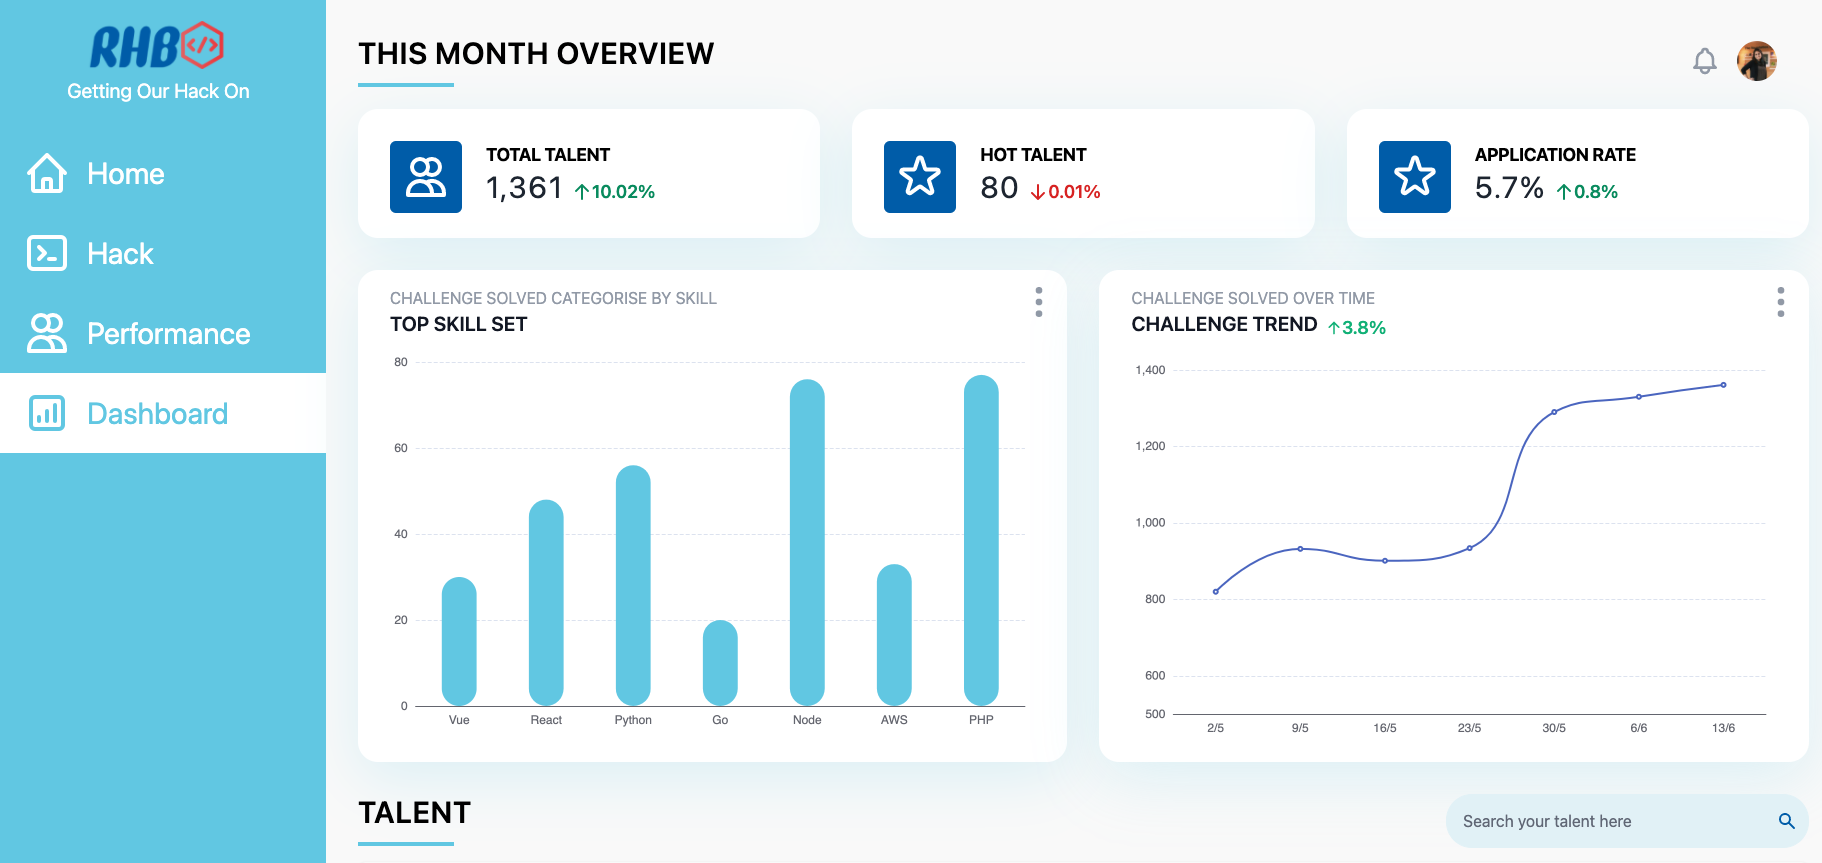 RHB </>
Getting Our Hack On
Home
Hack
Performance
Dashboard
THIS MONTH OVERVIEW
TOTAL TALENT
1,361 ↑10.02%
HOT TALENT
80 ↓0.01%
APPLICATION RATE
5.7% ↑0.8%
CHALLENGE SOLVED CATEGORISE BY SKILL
TOP SKILL SET
80
60
40
20
0
Vue React Python Go Node AWS PHP
CHALLENGE SOLVED OVER TIME
CHALLENGE TREND ↑3.8%
1,400
1,200
1,000
800
600
500
2/5 9/5 16/5 23/5 30/5 6/6 13/6
TALENT
Search your talent here